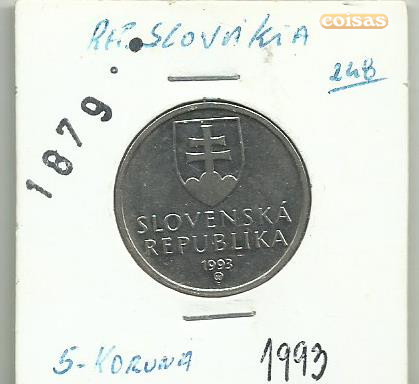 coisas
REP. SLOVÁKIA
248
1879
SLOVENSKÁ
REPUBLIKA
1993
5- KORUNA
1993